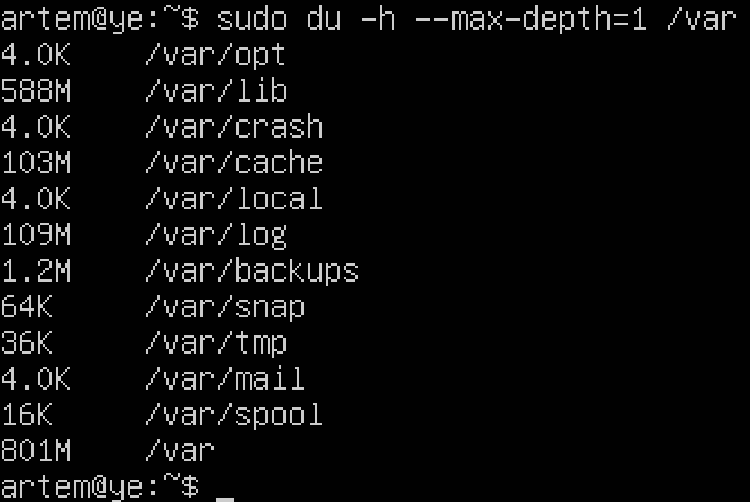 artem@ye:~$ sudo du -h --max-depth=1 /var
4.0K /var/opt
588M /var/lib
4.0K /var/crash
103M /var/cache
4.0K /var/local
109M /var/log
1.2M /var/backups
64K /var/snap
36K /var/tmp
4.0K /var/mail
16K /var/spool
801M /var
artem@ye:~$ _